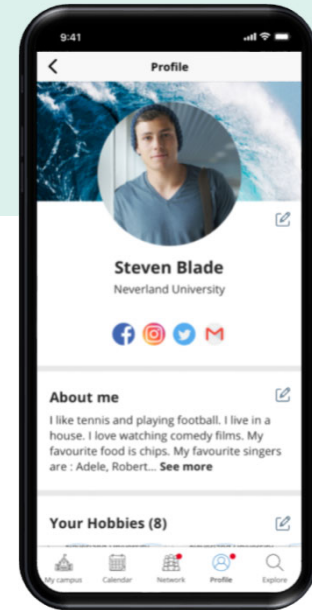 9:41
Profile
Steven Blade
Neverland University
About me
I like tennis and playing football. I live in a
house. I love watching comedy films. My
favourite food is chips. My favourite singers
are : Adele, Robert... See more
Your Hobbies (8)
My campus
Calendar
Network
Profile
Explore